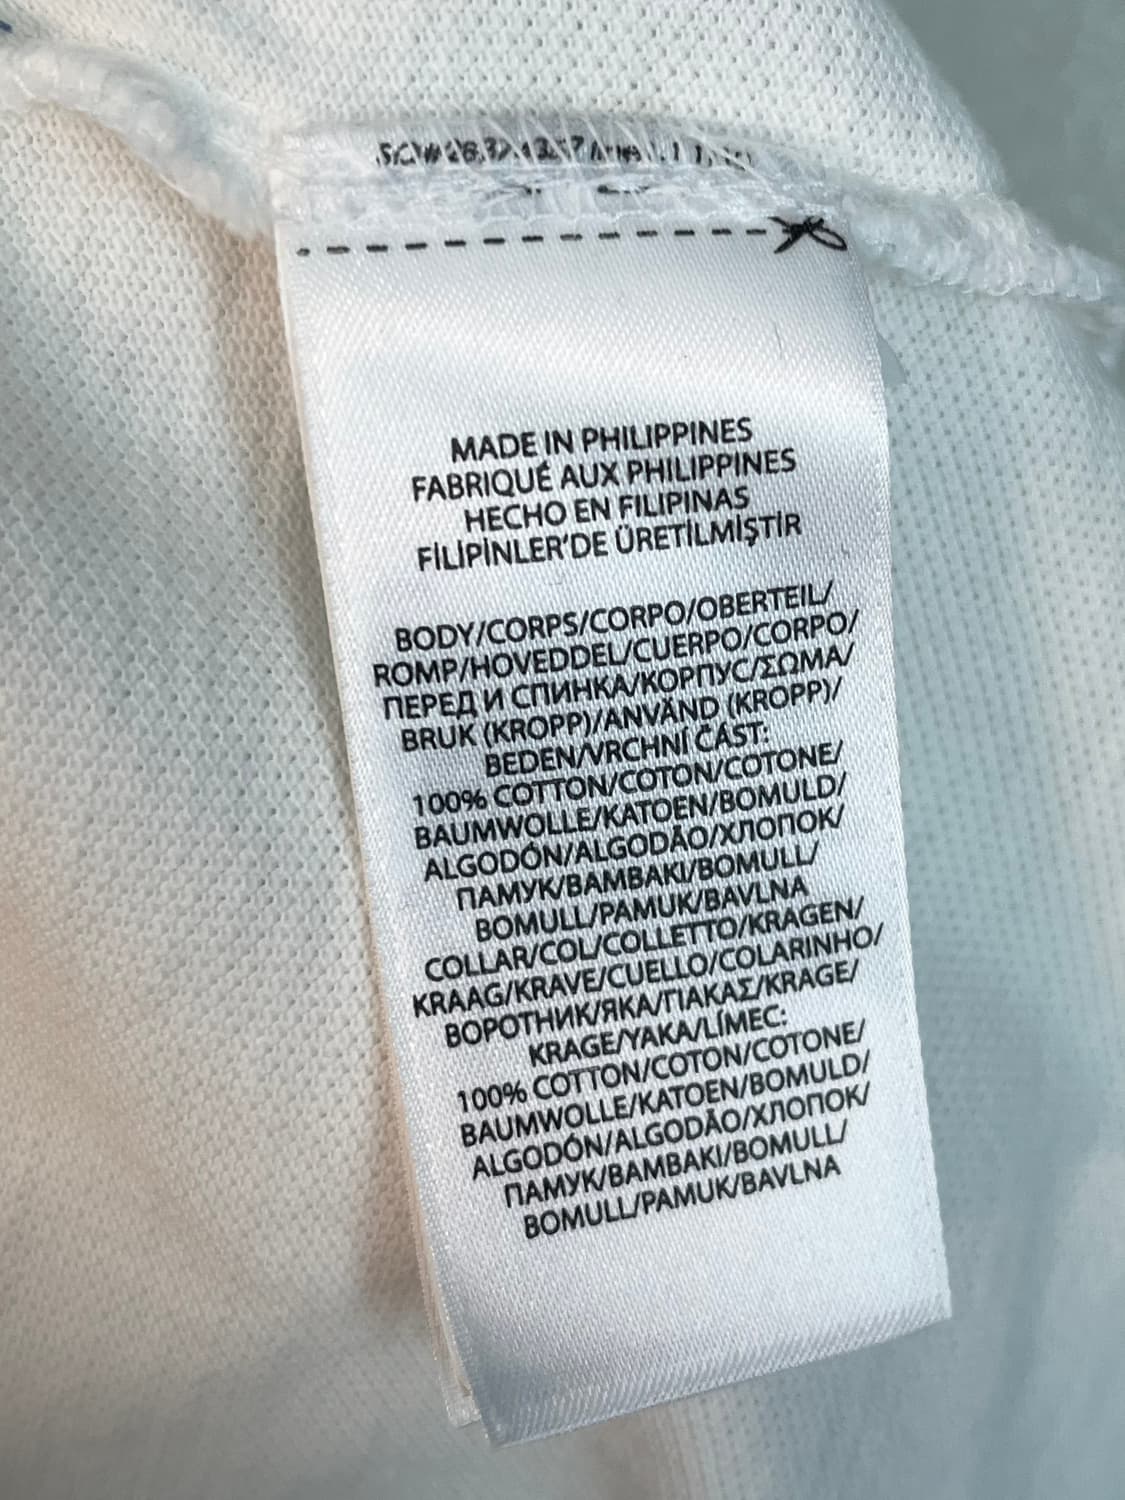 MADE IN PHILIPPINES
FABRIQUÉ AUX PHILIPPINES
HECHO EN FILIPINAS
FİLİPİNLER'DE ÜRETİLMİŞTİR
BODY/CORPS/CORPO/OBERTEIL/
ROMP/HOVEDDEL/CUERPO/CORPO/
ПЕРЕД И СПИНКА/КОРПУС/ΣΩΜΑ/
BRUK (KROPP)/ANVÄND (KROPP)/
BEDEN/VRCHNÍ ČÁST:
100% COTTON/COTON/COTONE/
BAUMWOLLE/KATOEN/BOMULD/
ALGODÓN/ALGODÃO/ХЛОПОК/
ПАМУК/ΒΑΜΒΑΚΙ/BOMULL/
BOMULL/PAMUK/BAVLNA
COLLAR/COL/COLLETTO/KRAGEN/
KRAAG/KRAVE/CUELLO/COLARINHO/
ВОРОТНИК/ЯКА/ΓΙΑΚΑΣ/KRAGE/
KRAGE/YAKA/LÍMEC:
100% COTTON/COTON/COTONE/
BAUMWOLLE/KATOEN/BOMULD/
ALGODÓN/ALGODÃO/ХЛОПОК/
ПАМУК/ΒΑΜΒΑΚΙ/BOMULL/
BOMULL/PAMUK/BAVLNA